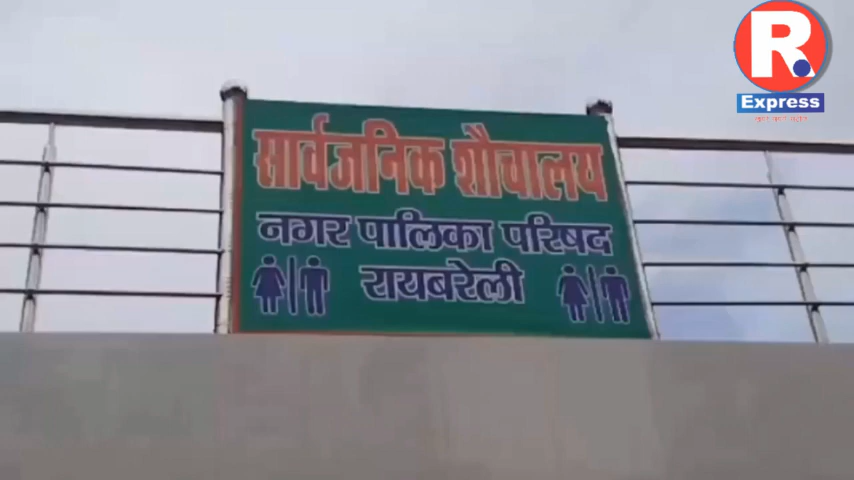 सार्वजनिक शौचालय
नगर पालिका परिषद
रायबरेली
R.
Express